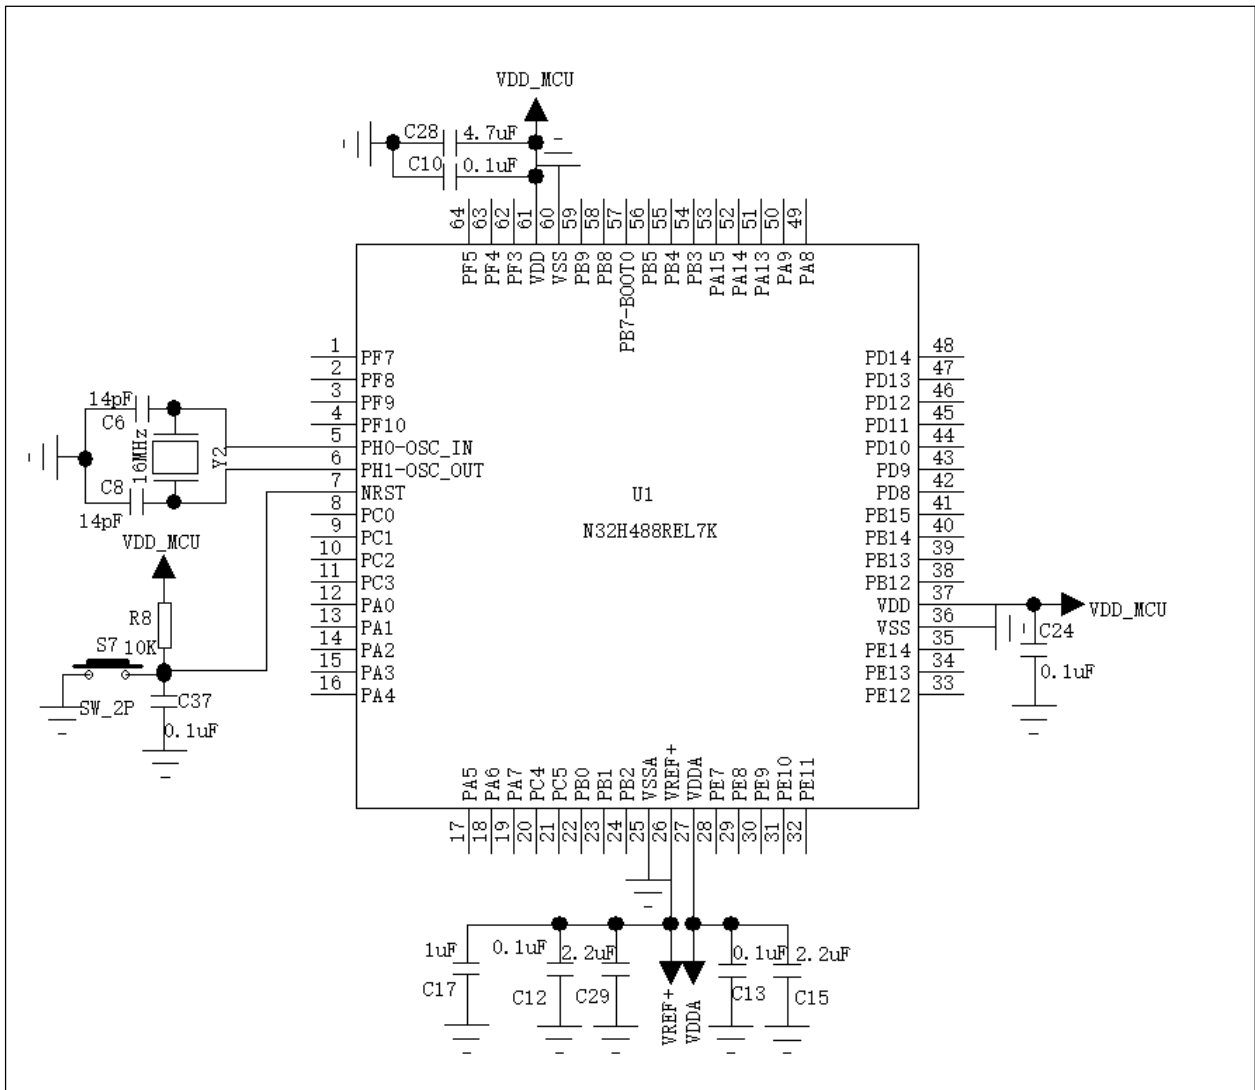 VDD_MCU
C28 4.7uF
C10 0.1uF
64 63 62 61 60 59 58 57 56 55 54 53 52 51 50 49
PF5 PF4 PF3 VDD VSS PB9 PB8 PB7-BOOT0 PB5 PB4 PB3 PA15 PA14 PA13 PA9 PA8
1 PF7
2 PF8
3 PF9
4 PF10
5 PH0-OSC_IN
6 PH1-OSC_OUT
7 NRST
8 PC0
9 PC1
10 PC2
11 PC3
12 PA0
13 PA1
14 PA2
15 PA3
16 PA4
PD14 48
PD13 47
PD12 46
PD11 45
PD10 44
PD9 43
PD8 42
PB15 41
PB14 40
PB13 39
PB12 38
VDD 37
VSS 36
PE14 35
PE13 34
PE12 33
14pF
C6
16MHz
Y2
C8
14pF
VDD_MCU
R8
10K
S7
SW_2P
C37
0.1uF
U1
N32H488REL7K
VDD_MCU
C24
0.1uF
PA5 PA6 PA7 PC4 PC5 PB0 PB1 PB2 VSSA VREF+ VDDA PE7 PE8 PE9 PE10 PE11
17 18 19 20 21 22 23 24 25 26 27 28 29 30 31 32
1uF 0.1uF 2.2uF 0.1uF 2.2uF
C17 C12 C29 VREF+ VDDA C13 C15